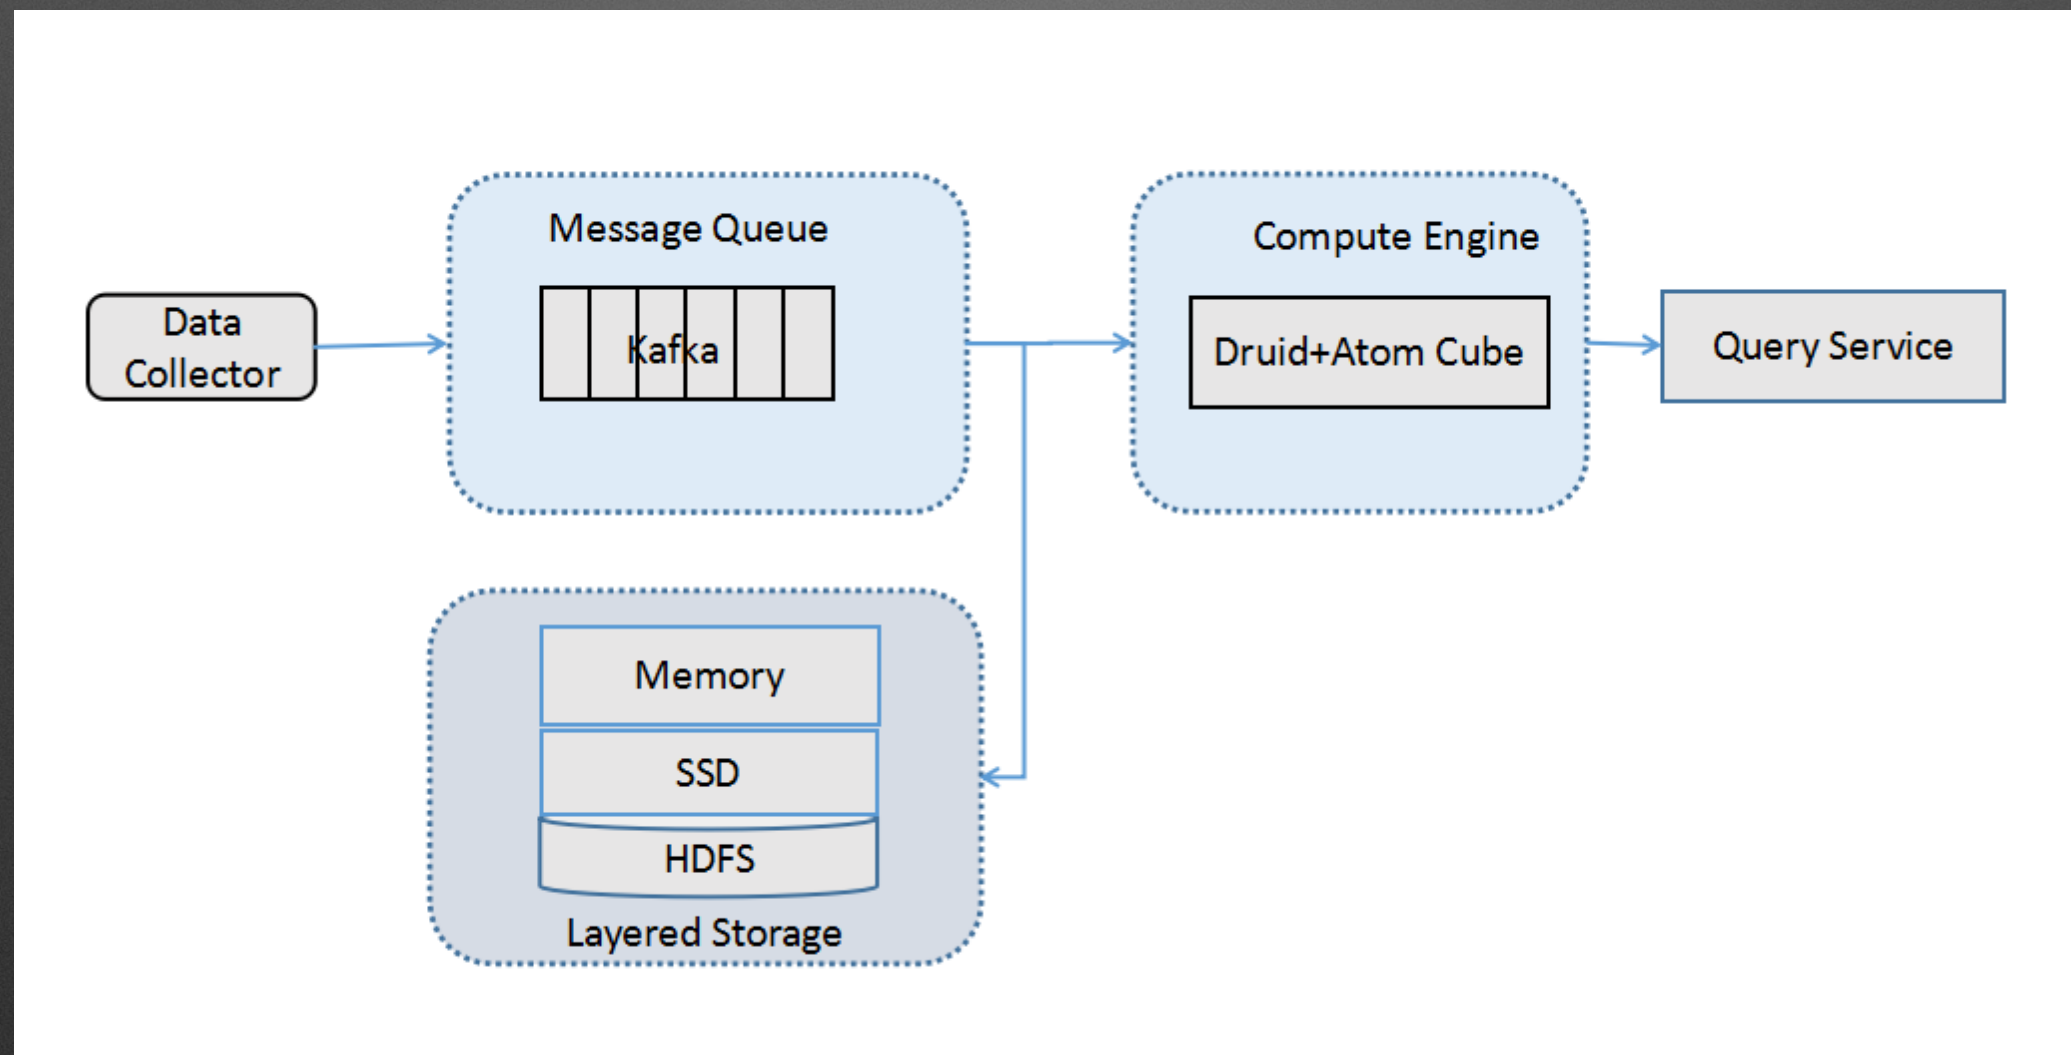 Message Queue
Compute Engine
Data
Collector
Kafka
Druid+Atom Cube
Query Service
Memory
SSD
HDFS
Layered Storage